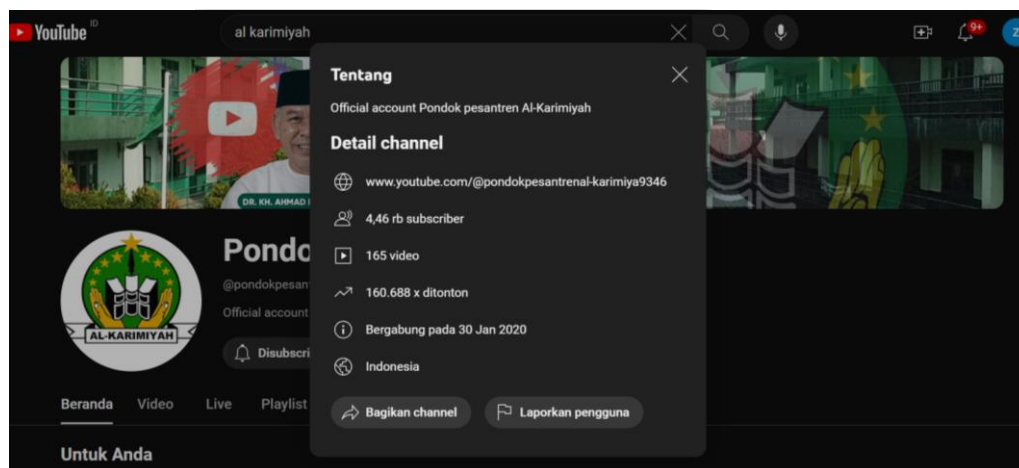 YouTube ID
al karimiyah
9+
Z
DR. KH. AHMAD
Tentang
Official account Pondok pesantren Al-Karimiyah
Detail channel
www.youtube.com/@pondokpesantrenal-karimiya9346
4,46 rb subscriber
165 video
160.688 x ditonton
Bergabung pada 30 Jan 2020
Indonesia
Bagikan channel
Laporkan pengguna
AL-KARIMIYAH
Pondo
@pondokpesan
Official account
Disubscri
Beranda Video Live Playlist
Untuk Anda